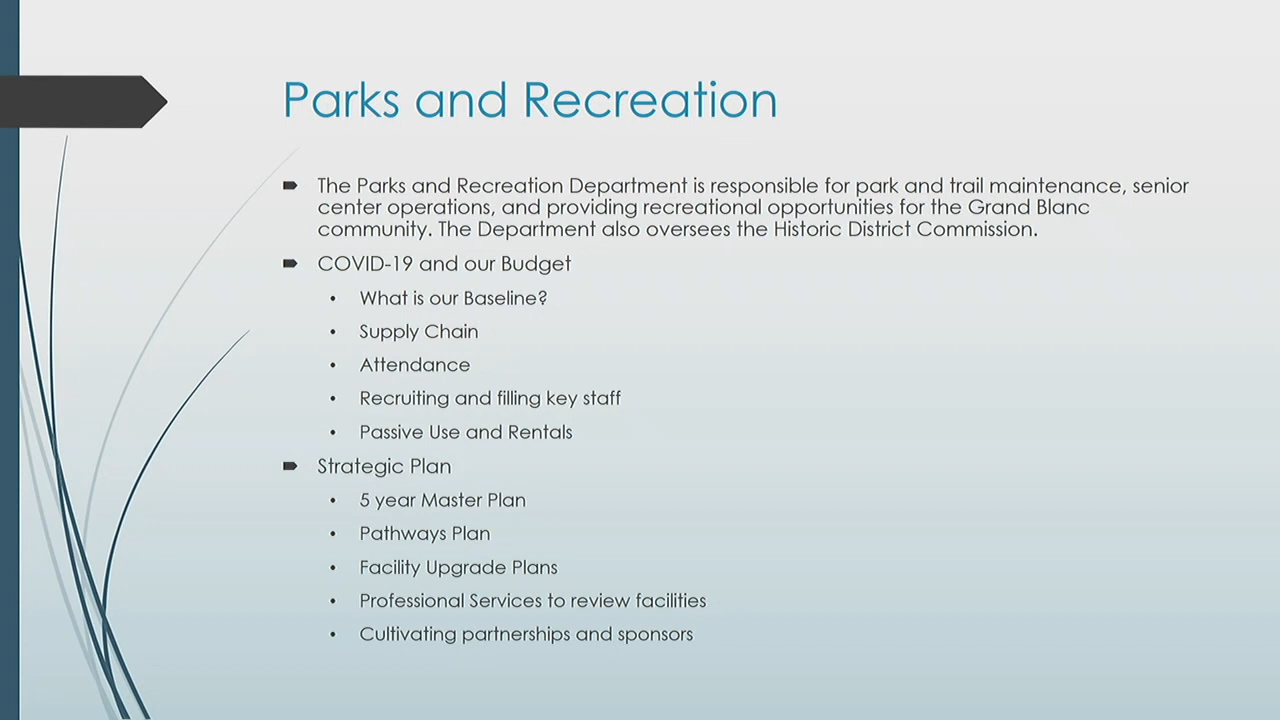 Parks and Recreation
The Parks and Recreation Department is responsible for park and trail maintenance, senior
center operations, and providing recreational opportunities for the Grand Blanc
community. The Department also oversees the Historic District Commission.
COVID-19 and our Budget
• What is our Baseline?
• Supply Chain
• Attendance
• Recruiting and filling key staff
• Passive Use and Rentals
Strategic Plan
• 5 year Master Plan
• Pathways Plan
• Facility Upgrade Plans
• Professional Services to review facilities
• Cultivating partnerships and sponsors